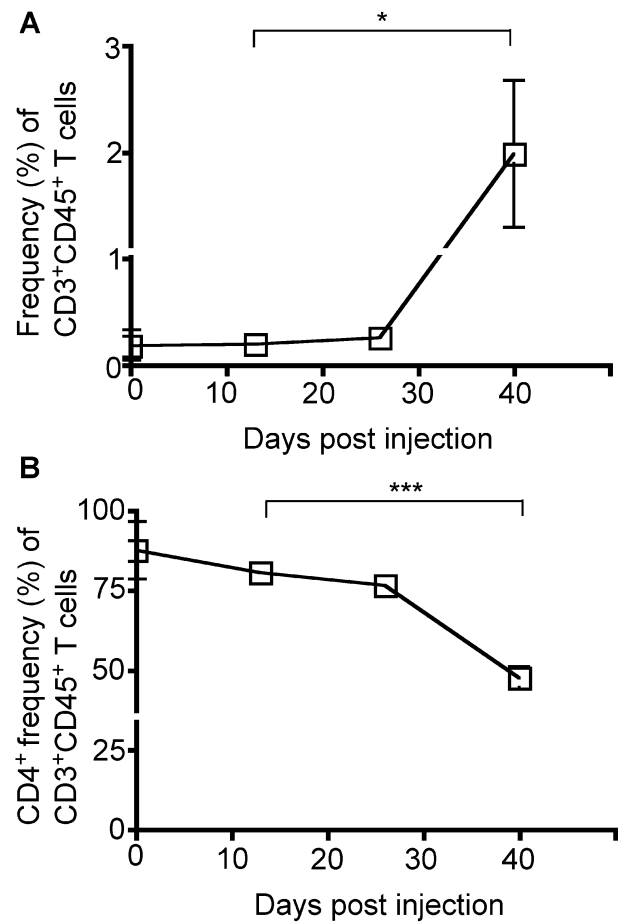 A
*
3
2
1
0
Frequency (%) of
CD3⁺CD45⁺ T cells
0 10 20 30 40
Days post injection
B
***
100
75
50
25
0
CD4⁺ frequency (%) of
CD3⁺CD45⁺ T cells
0 10 20 30 40
Days post injection